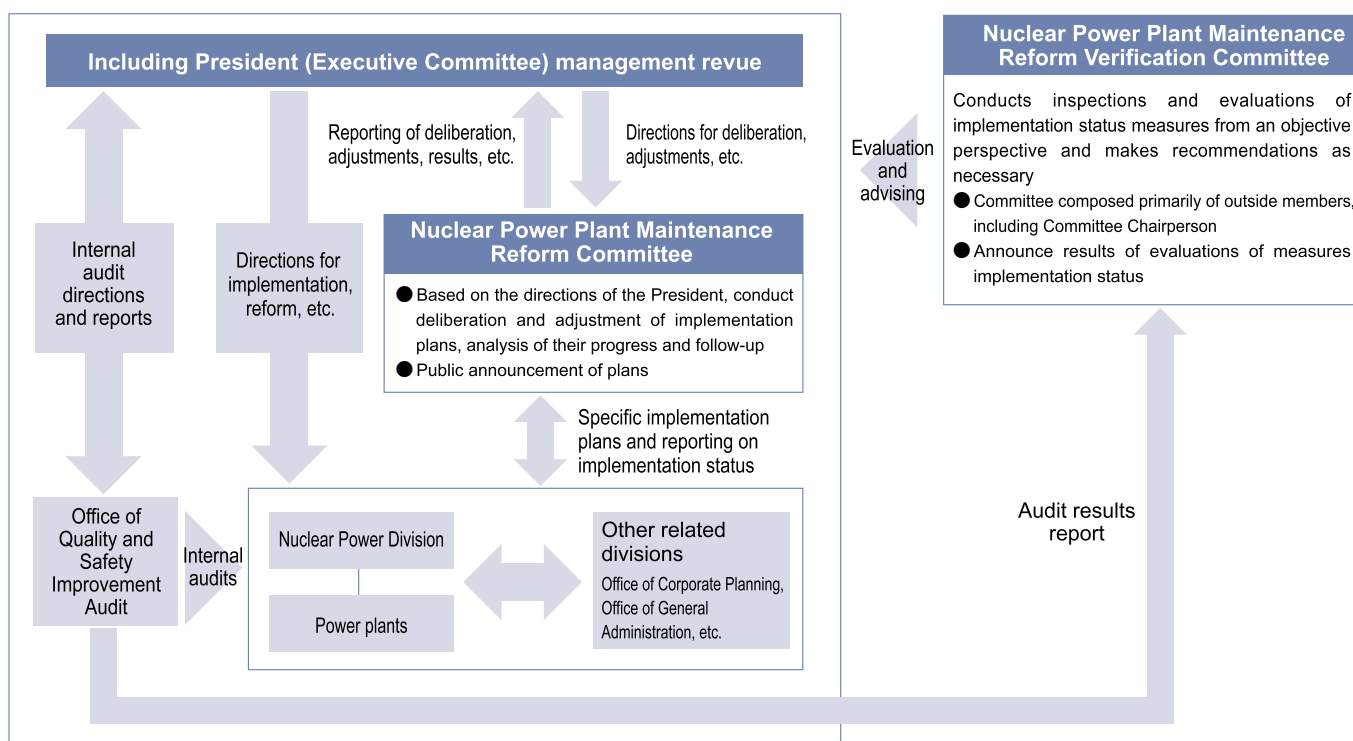 Including President (Executive Committee) management revue
Nuclear Power Plant Maintenance
Reform Verification Committee
Conducts inspections and evaluations of
implementation status measures from an objective
perspective and makes recommendations as
necessary
● Committee composed primarily of outside members,
including Committee Chairperson
● Announce results of evaluations of measures
implementation status
Evaluation
and
advising
Reporting of deliberation,
adjustments, results, etc.
Directions for deliberation,
adjustments, etc.
Internal
audit
directions
and reports
Directions for
implementation,
reform, etc.
Nuclear Power Plant Maintenance
Reform Committee
● Based on the directions of the President, conduct
deliberation and adjustment of implementation
plans, analysis of their progress and follow-up
● Public announcement of plans
Specific implementation
plans and reporting on
implementation status
Office of
Quality and
Safety
Improvement
Audit
Internal
audits
Nuclear Power Division
Power plants
Other related
divisions
Office of Corporate Planning,
Office of General
Administration, etc.
Audit results
report